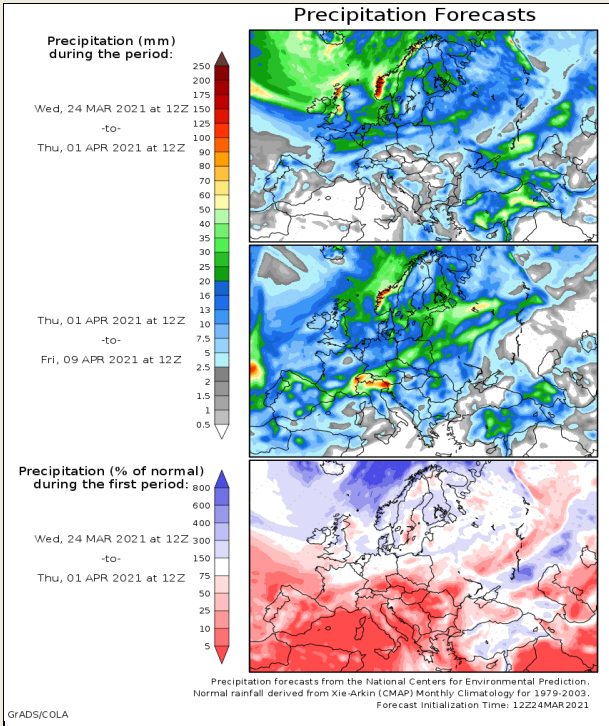 Precipitation Forecasts
Precipitation (mm)
during the period:
250
200
175
150
125
100
90
80
70
60
50
40
35
30
25
20
16
13
10
7.5
5
2.5
2
1.5
1
0.5
Wed, 24 MAR 2021 at 12Z
-to-
Thu, 01 APR 2021 at 12Z
Thu, 01 APR 2021 at 12Z
-to-
Fri, 09 APR 2021 at 12Z
Precipitation (% of normal)
during the first period:
800
600
400
300
150
75
50
25
10
5
Wed, 24 MAR 2021 at 12Z
-to-
Thu, 01 APR 2021 at 12Z
Precipitation forecasts from the National Centers for Environmental Prediction.
Normal rainfall derived from Xie-Arkin (CMAP) Monthly Climatology for 1979-2003.
Forecast Initialization Time: 12Z24MAR2021
GrADS/COLA